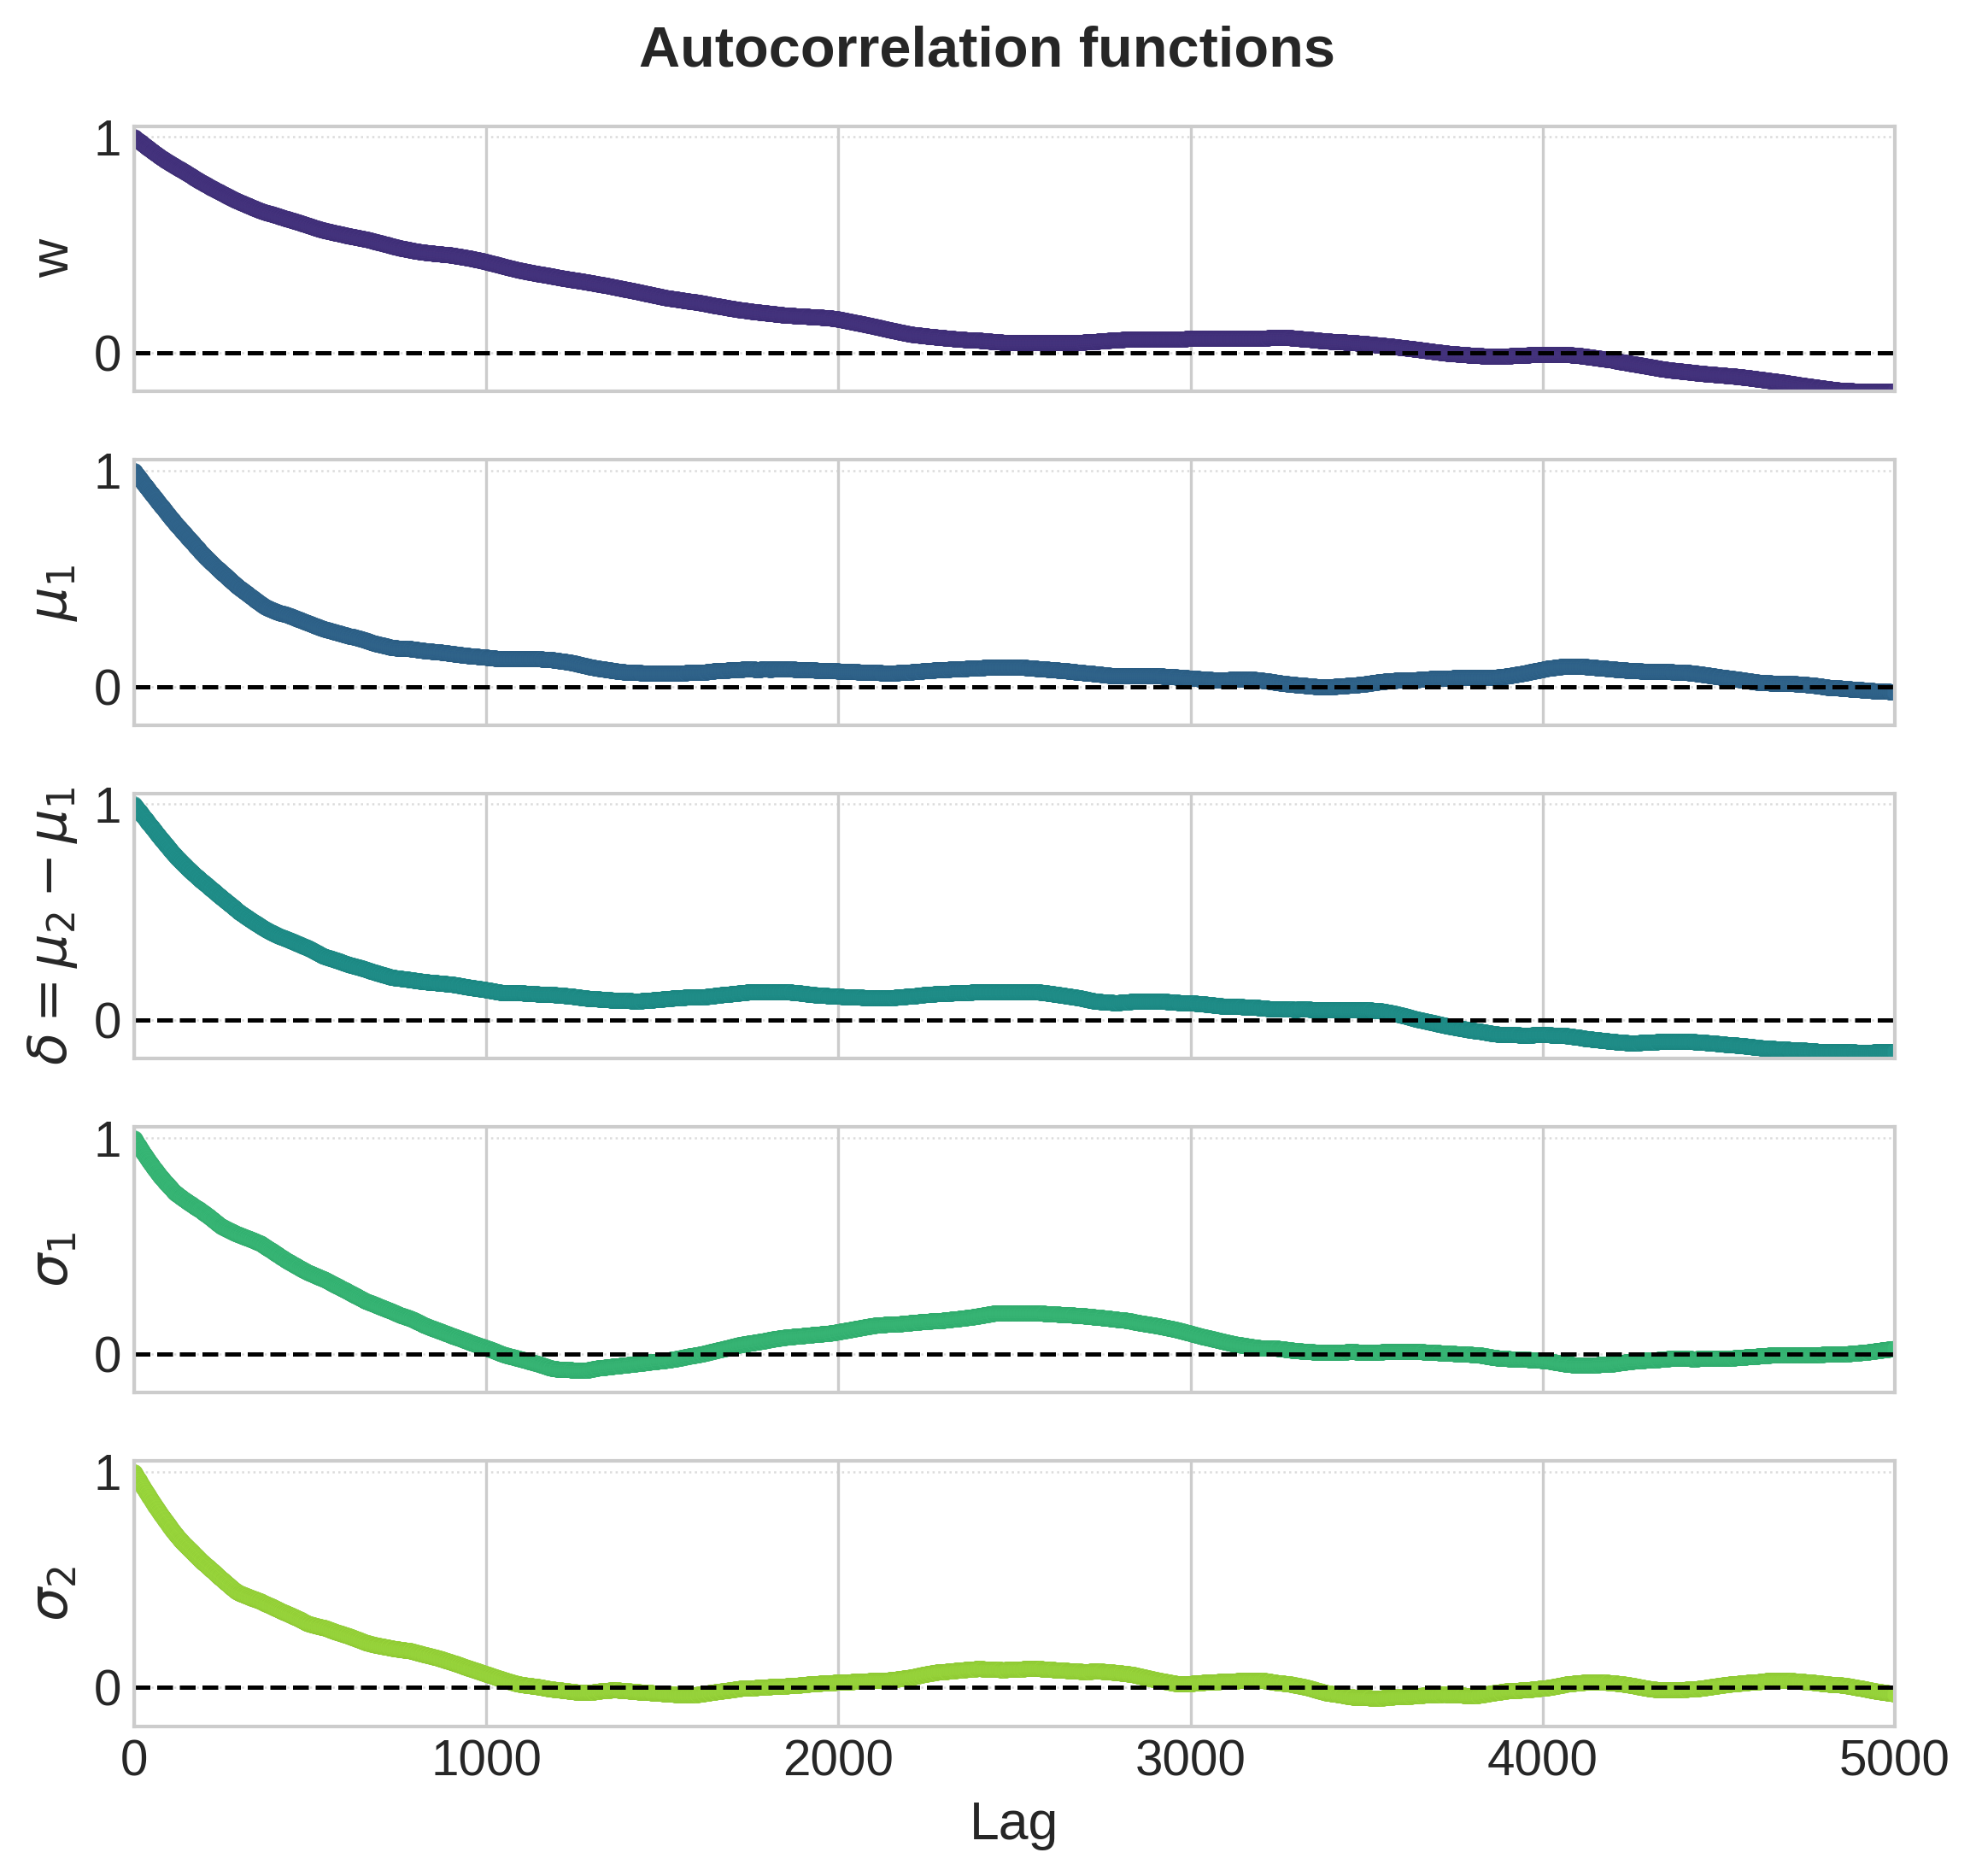 Autocorrelation functions
1
0
w
1
0
μ₁
1
0
δ = μ₂ − μ₁
1
0
σ₁
1
0
σ₂
0 1000 2000 3000 4000 5000
Lag